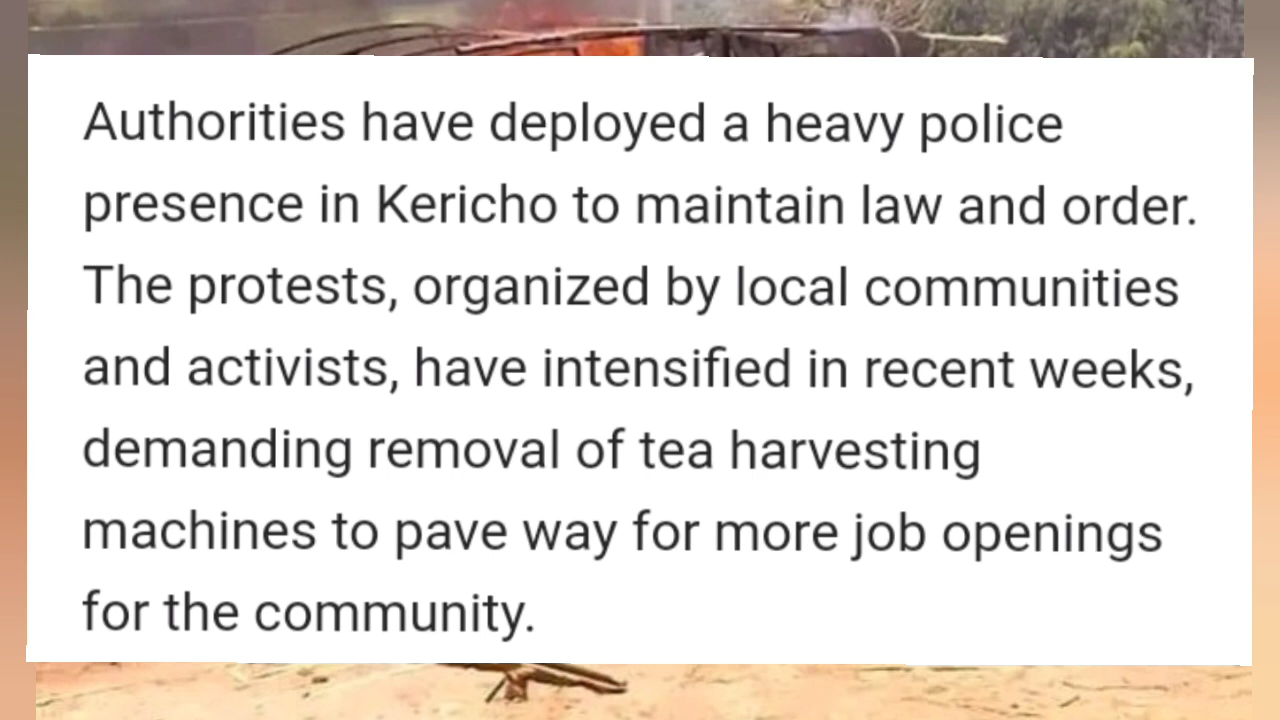 Authorities have deployed a heavy police
presence in Kericho to maintain law and order.
The protests, organized by local communities
and activists, have intensified in recent weeks,
demanding removal of tea harvesting
machines to pave way for more job openings
for the community.